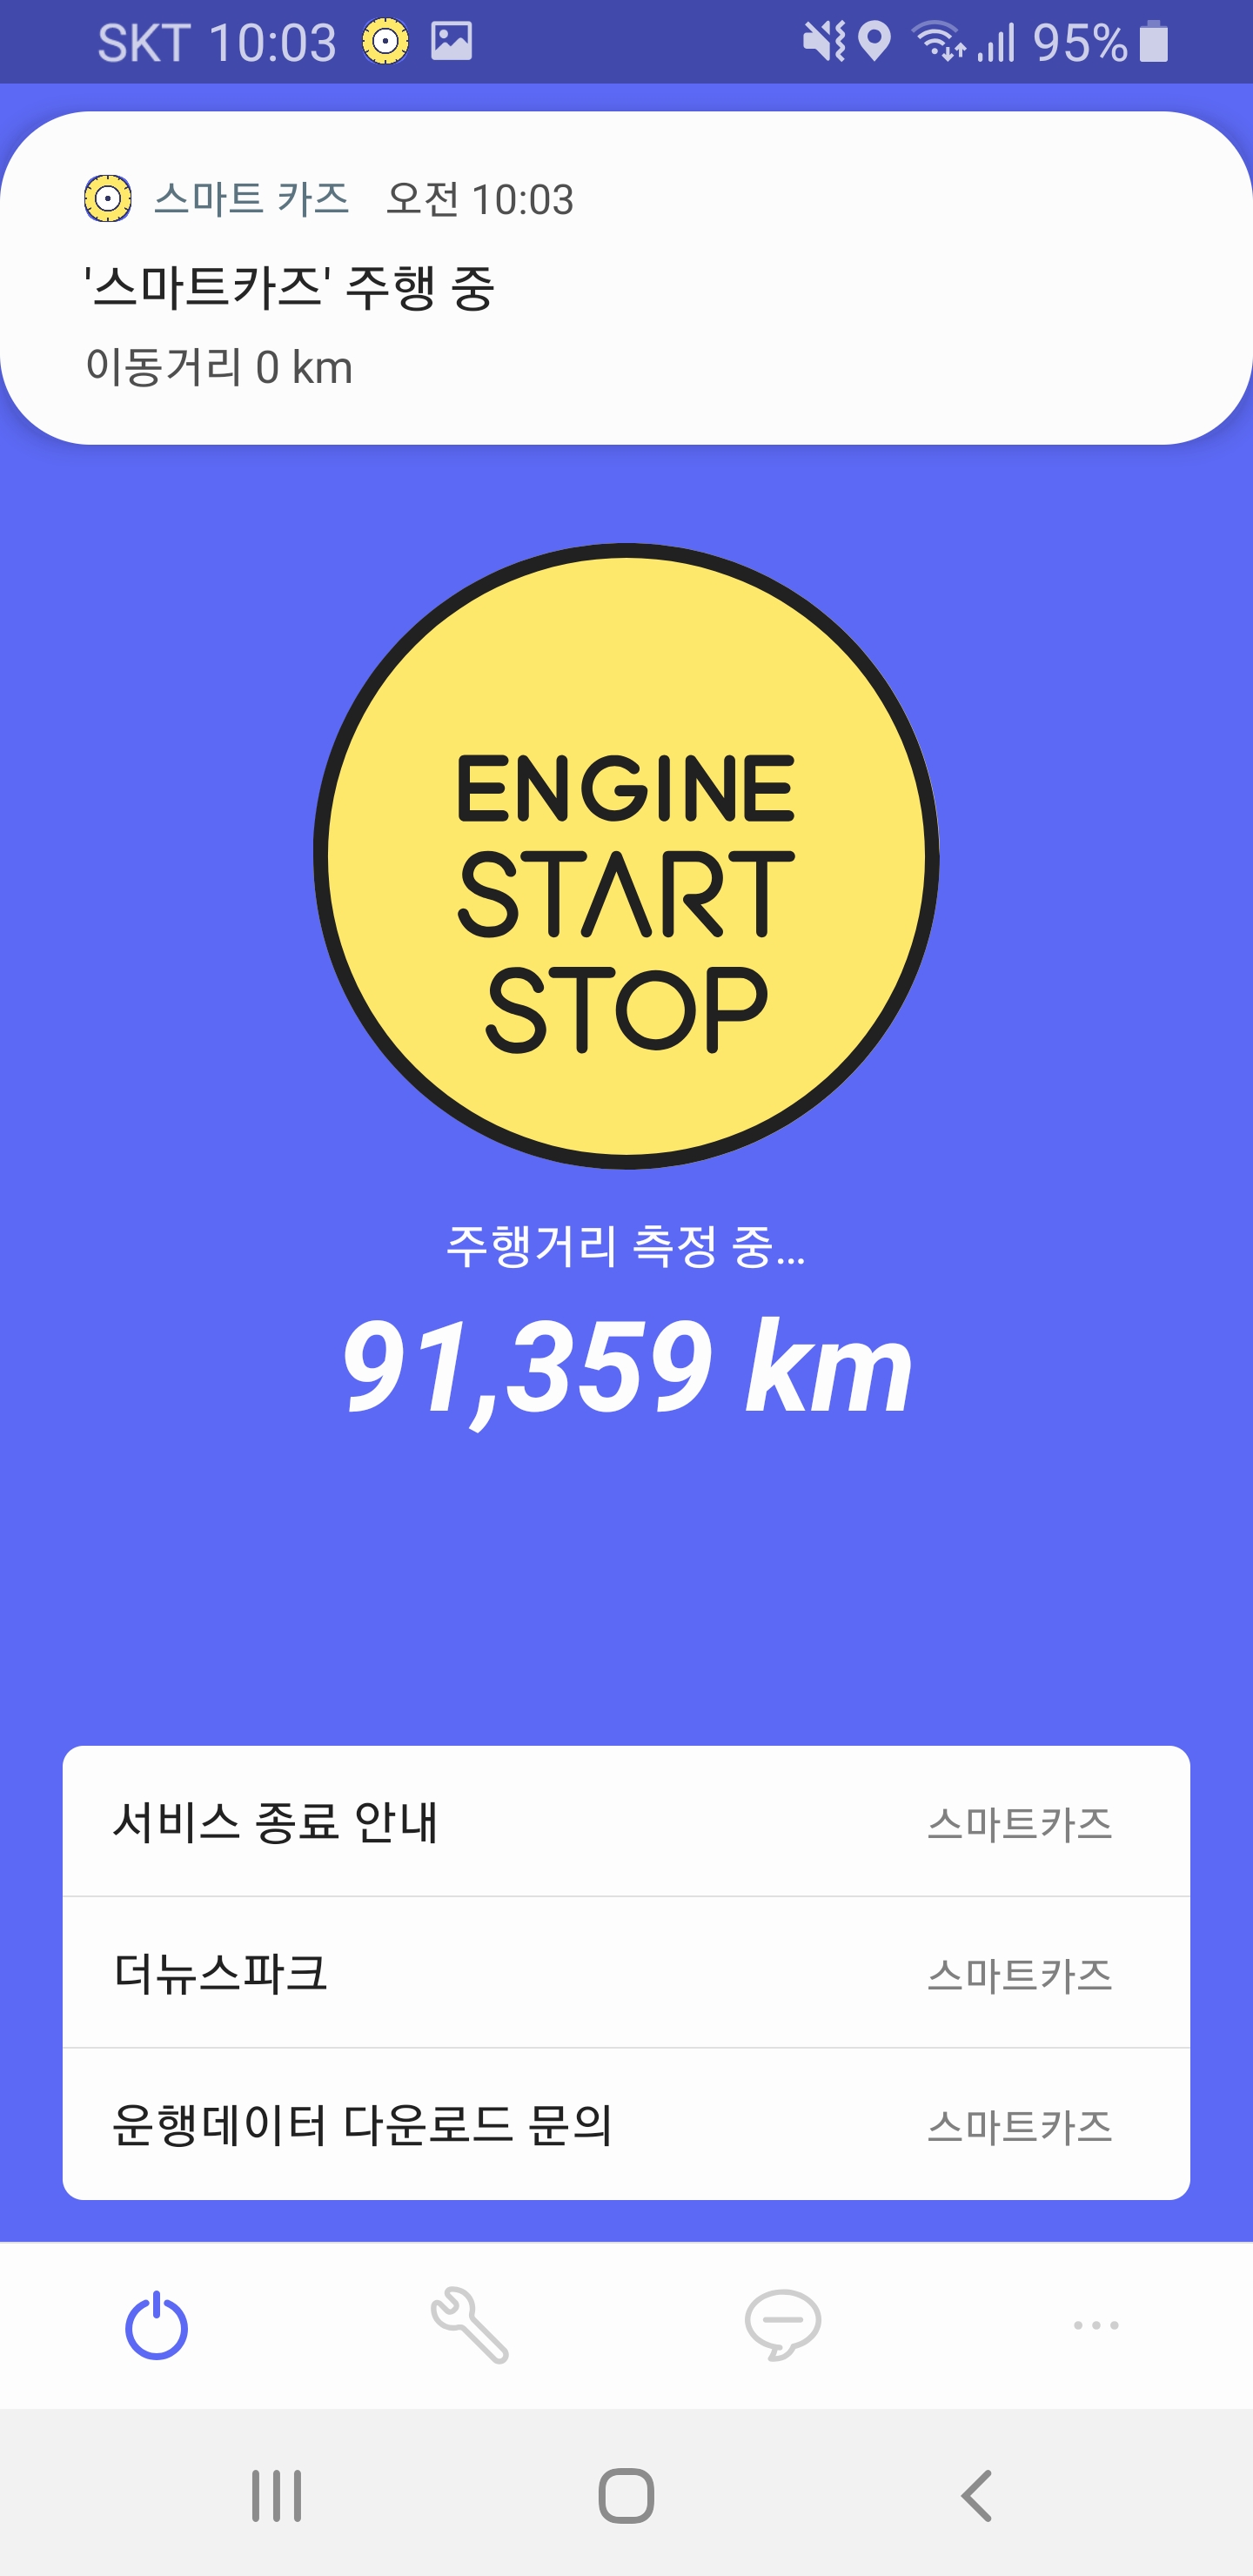 SKT 10:03 95%
스마트 카즈 오전 10:03
'스마트카즈' 주행 중
이동거리 0 km
ENGINE
START
STOP
주행거리 측정 중...
91,359 km
서비스 종료 안내 스마트카즈
더뉴스파크 스마트카즈
운행데이터 다운로드 문의 스마트카즈